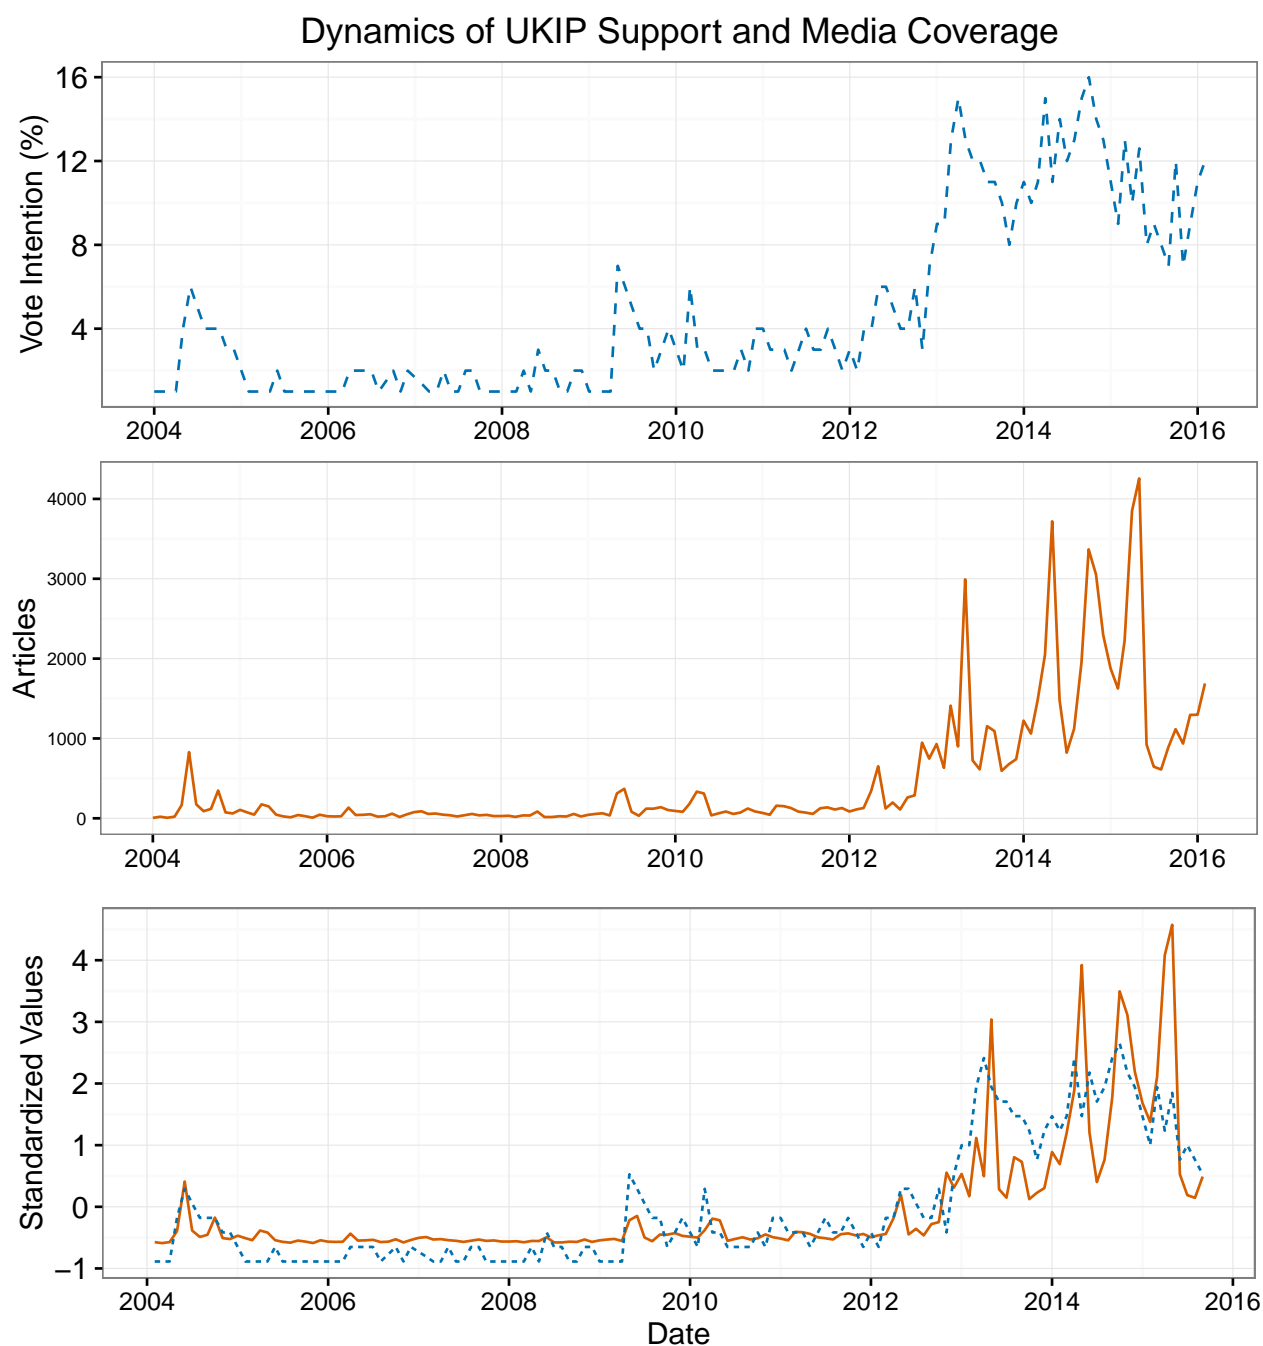 Dynamics of UKIP Support and Media Coverage
Vote Intention (%)
16
12
8
4
2004 2006 2008 2010 2012 2014 2016
Articles
4000
3000
2000
1000
0
2004 2006 2008 2010 2012 2014 2016
Standardized Values
4
3
2
1
0
−1
2004 2006 2008 2010 2012 2014 2016
Date